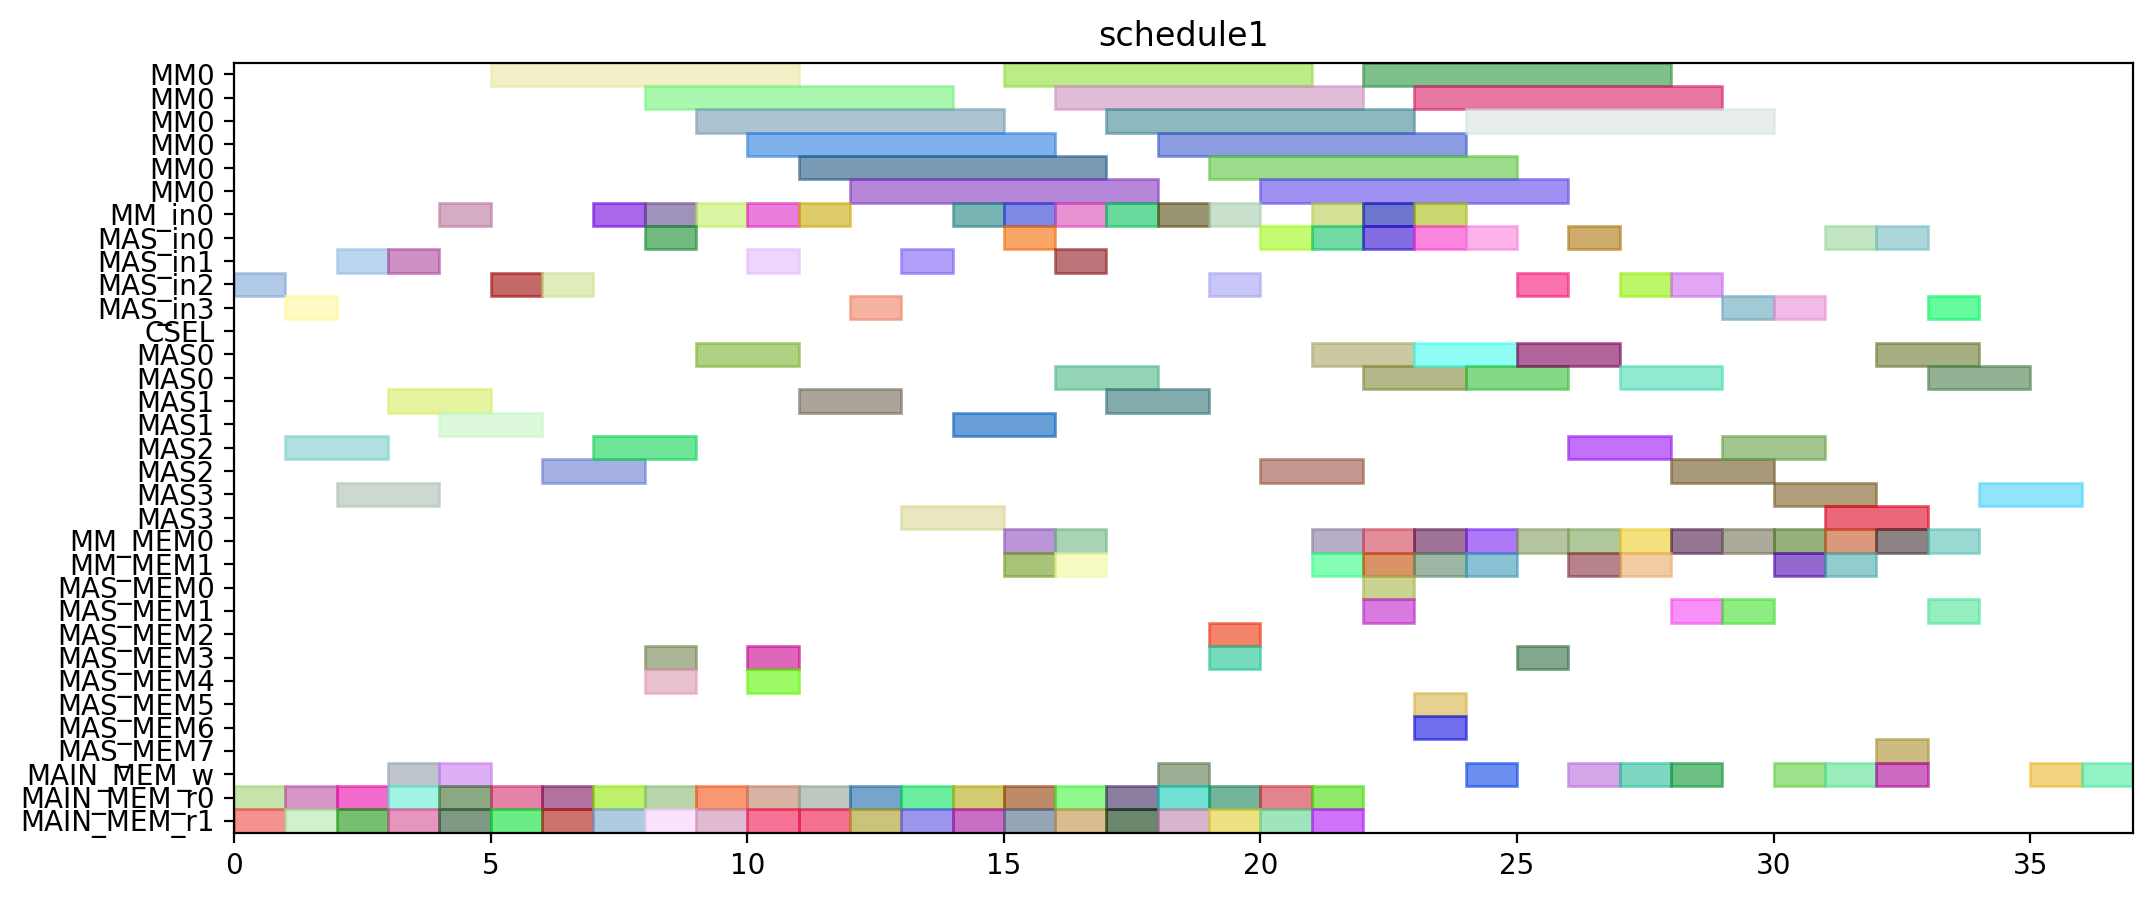 schedule1
MM0
MM0
MM0
MM0
MM0
MM0
MM_in0
MAS_in0
MAS_in1
MAS_in2
MAS_in3
CSEL
MAS0
MAS0
MAS1
MAS1
MAS2
MAS2
MAS3
MAS3
MM_MEM0
MM_MEM1
MAS_MEM0
MAS_MEM1
MAS_MEM2
MAS_MEM3
MAS_MEM4
MAS_MEM5
MAS_MEM6
MAS_MEM7
MAIN_MEM_w
MAIN_MEM_r0
MAIN_MEM_r1
0 5 10 15 20 25 30 35